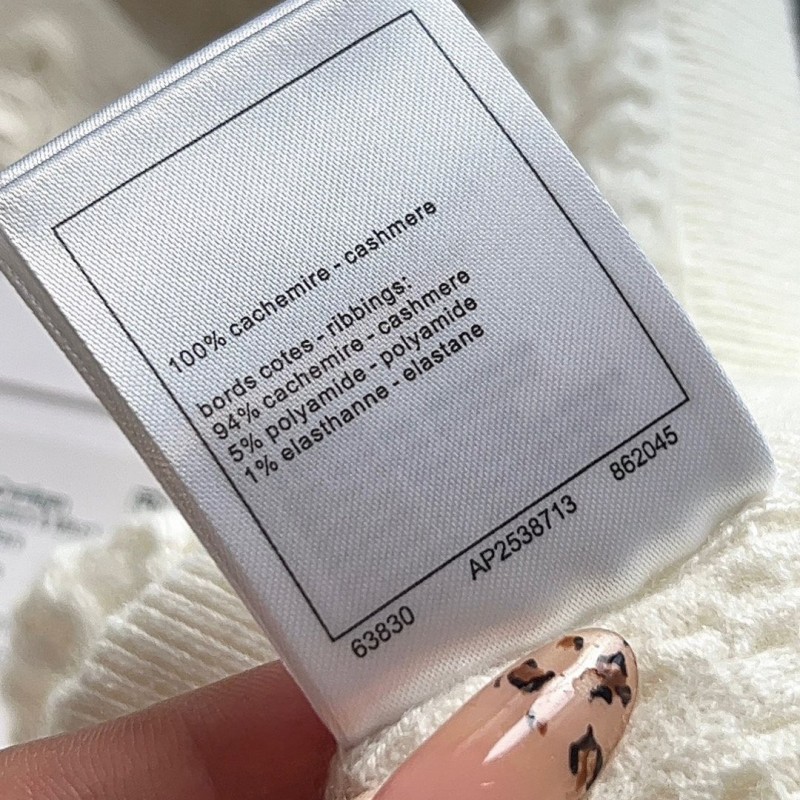 100% cachemire - cashmere
bords cotes - ribbings:
94% cachemire - cashmere
5% polyamide - polyamide
1% elasthanne - elastane
63830 AP2538713 862045